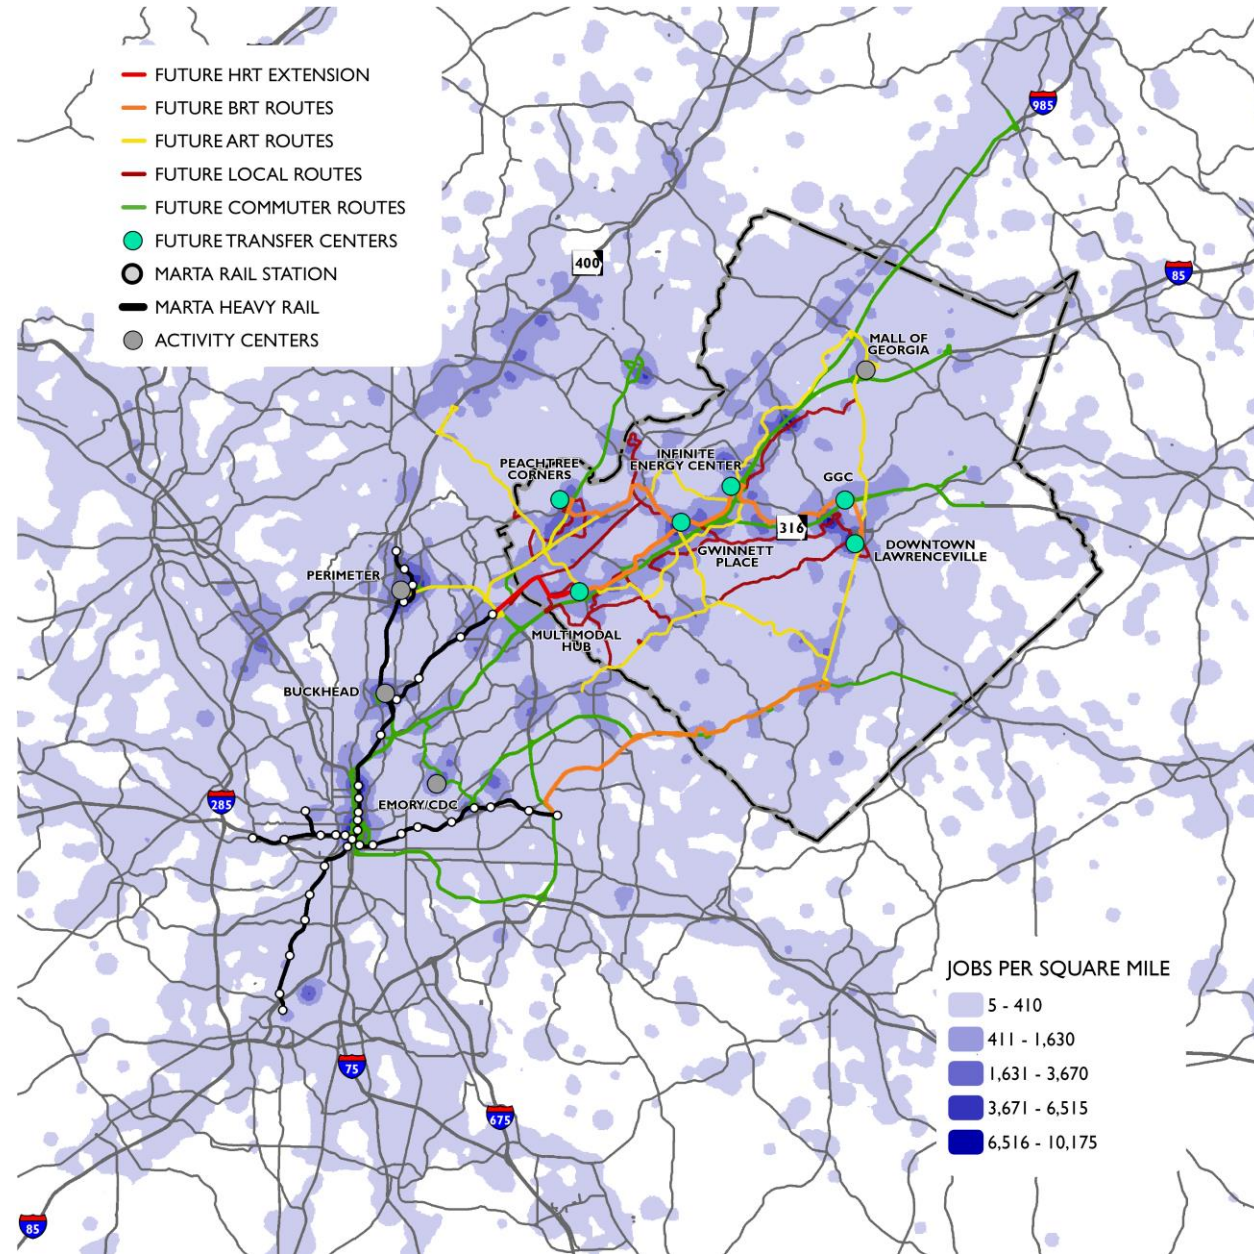 FUTURE HRT EXTENSION
FUTURE BRT ROUTES
FUTURE ART ROUTES
FUTURE LOCAL ROUTES
FUTURE COMMUTER ROUTES
FUTURE TRANSFER CENTERS
MARTA RAIL STATION
MARTA HEAVY RAIL
ACTIVITY CENTERS
985
400
85
MALL OF
GEORGIA
PEACHTREE
CORNERS
INFINITE
ENERGY CENTER
GGC
316
GWINNETT
PLACE
DOWNTOWN
LAWRENCEVILLE
PERIMETER
MULTIMODAL
HUB
BUCKHEAD
EMORY/CDC
285
JOBS PER SQUARE MILE
5 - 410
411 - 1,630
1,631 - 3,670
3,671 - 6,515
6,516 - 10,175
75
675
85